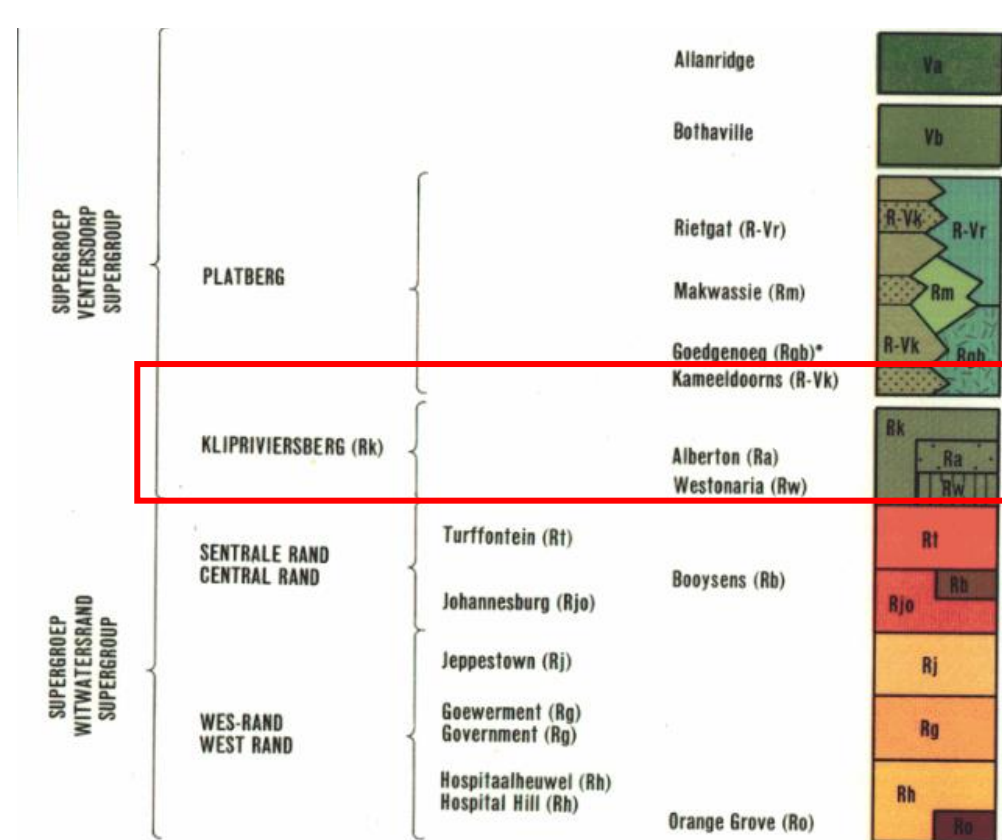 Allanridge
Va
Bothaville
Vb
SUPERGROEP
VENTERSDORP
SUPERGROUP
PLATBERG
Rietgat (R-Vr)
R-Vk
R-Vr
Makwassie (Rm)
Rm
Goedgenoeg (Rgb)*
R-Vk
Rgb
Kameeldoorns (R-Vk)
KLIPRIVIERSBERG (Rk)
Rk
Alberton (Ra)
Ra
Westonaria (Rw)
RW
SUPERGROEP
WITWATERSRAND
SUPERGROUP
SENTRALE RAND
CENTRAL RAND
Turffontein (Rt)
Rt
Booysens (Rb)
Rb
Johannesburg (Rjo)
Rjo
WES-RAND
WEST RAND
Jeppestown (Rj)
Rj
Goewerment (Rg)
Government (Rg)
Rg
Hospitaalheuwel (Rh)
Hospital Hill (Rh)
Rh
Orange Grove (Ro)
Ro